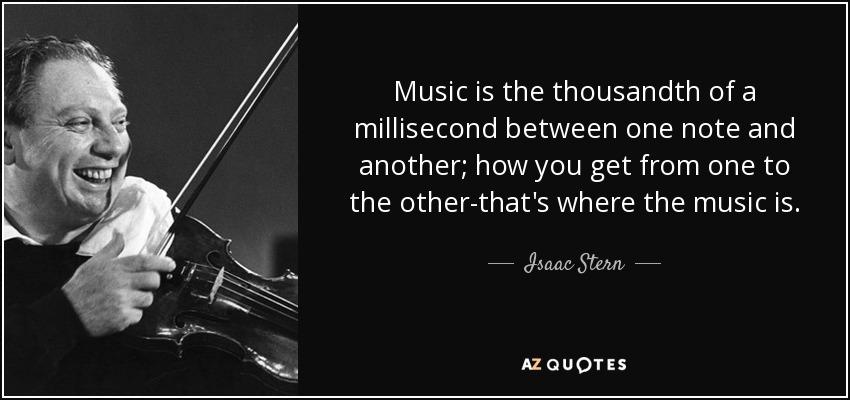 Music is the thousandth of a
millisecond between one note and
another; how you get from one to
the other-that's where the music is.
Isaac Stern
AZ QUOTES